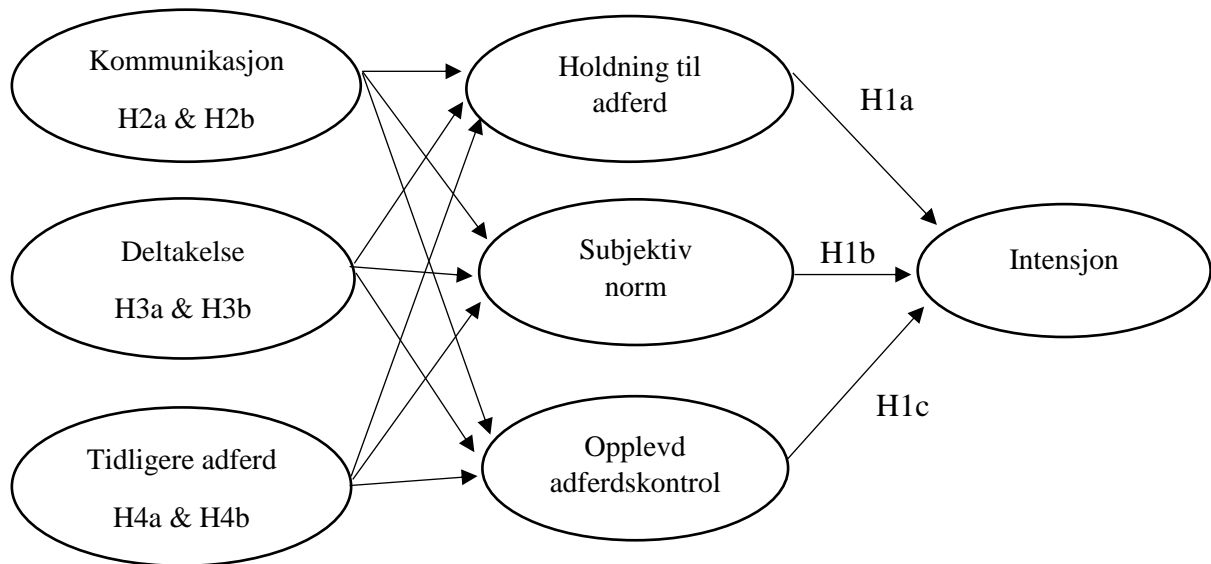 Kommunikasjon
H2a & H2b
Holdning til
adferd
H1a
Deltakelse
H3a & H3b
Subjektiv
norm
H1b
Intensjon
Tidligere adferd
H4a & H4b
Opplevd
adferdskontrol
H1c